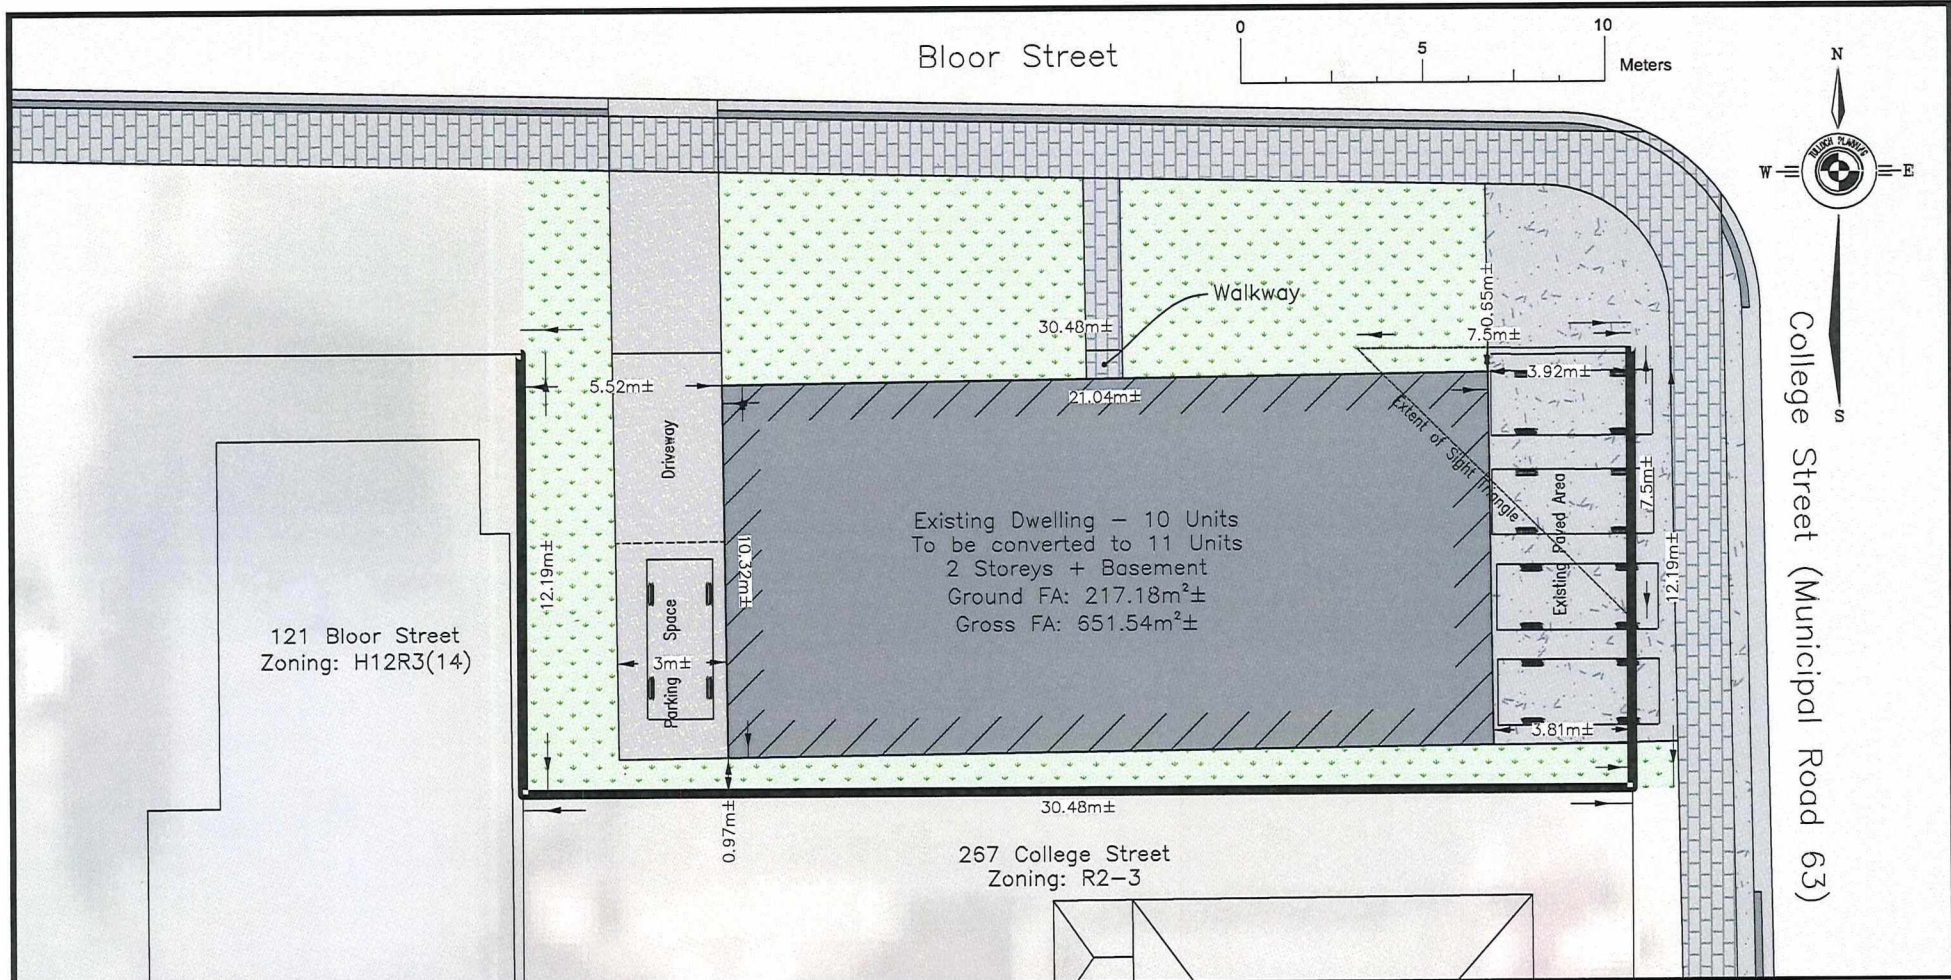 Bloor Street
0
5
10
Meters
N
W
E
S
TULLOCH PLANNING
Walkway
30.48m±
0.65m±
7.5m±
5.52m±
3.92m±
21.04m±
Extent of Sight Triangle
Driveway
7.5m±
Existing Paved Area
Existing Dwelling – 10 Units
To be converted to 11 Units
2 Storeys + Basement
Ground FA: 217.18m²±
Gross FA: 651.54m²±
12.19m±
10.32m±
12.19m±
Parking Space
3m±
121 Bloor Street
Zoning: H12R3(14)
3.81m±
30.48m±
0.97m±
267 College Street
Zoning: R2-3
College Street (Municipal Road 63)